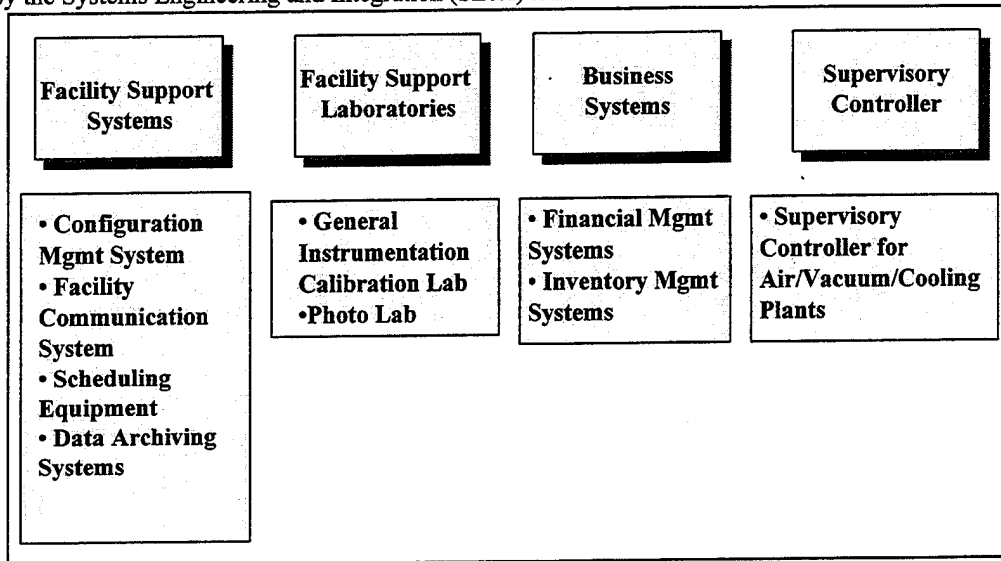 by the Systems Engineering and Integration
Facility Support
Systems
Facility Support
Laboratories
Business
Systems
Supervisory
Controller
• Configuration
Mgmt System
• Facility
Communication
System
• Scheduling
Equipment
• Data Archiving
Systems
• General
Instrumentation
Calibration Lab
•Photo Lab
• Financial Mgmt
Systems
• Inventory Mgmt
Systems
• Supervisory
Controller for
Air/Vacuum/Cooling
Plants